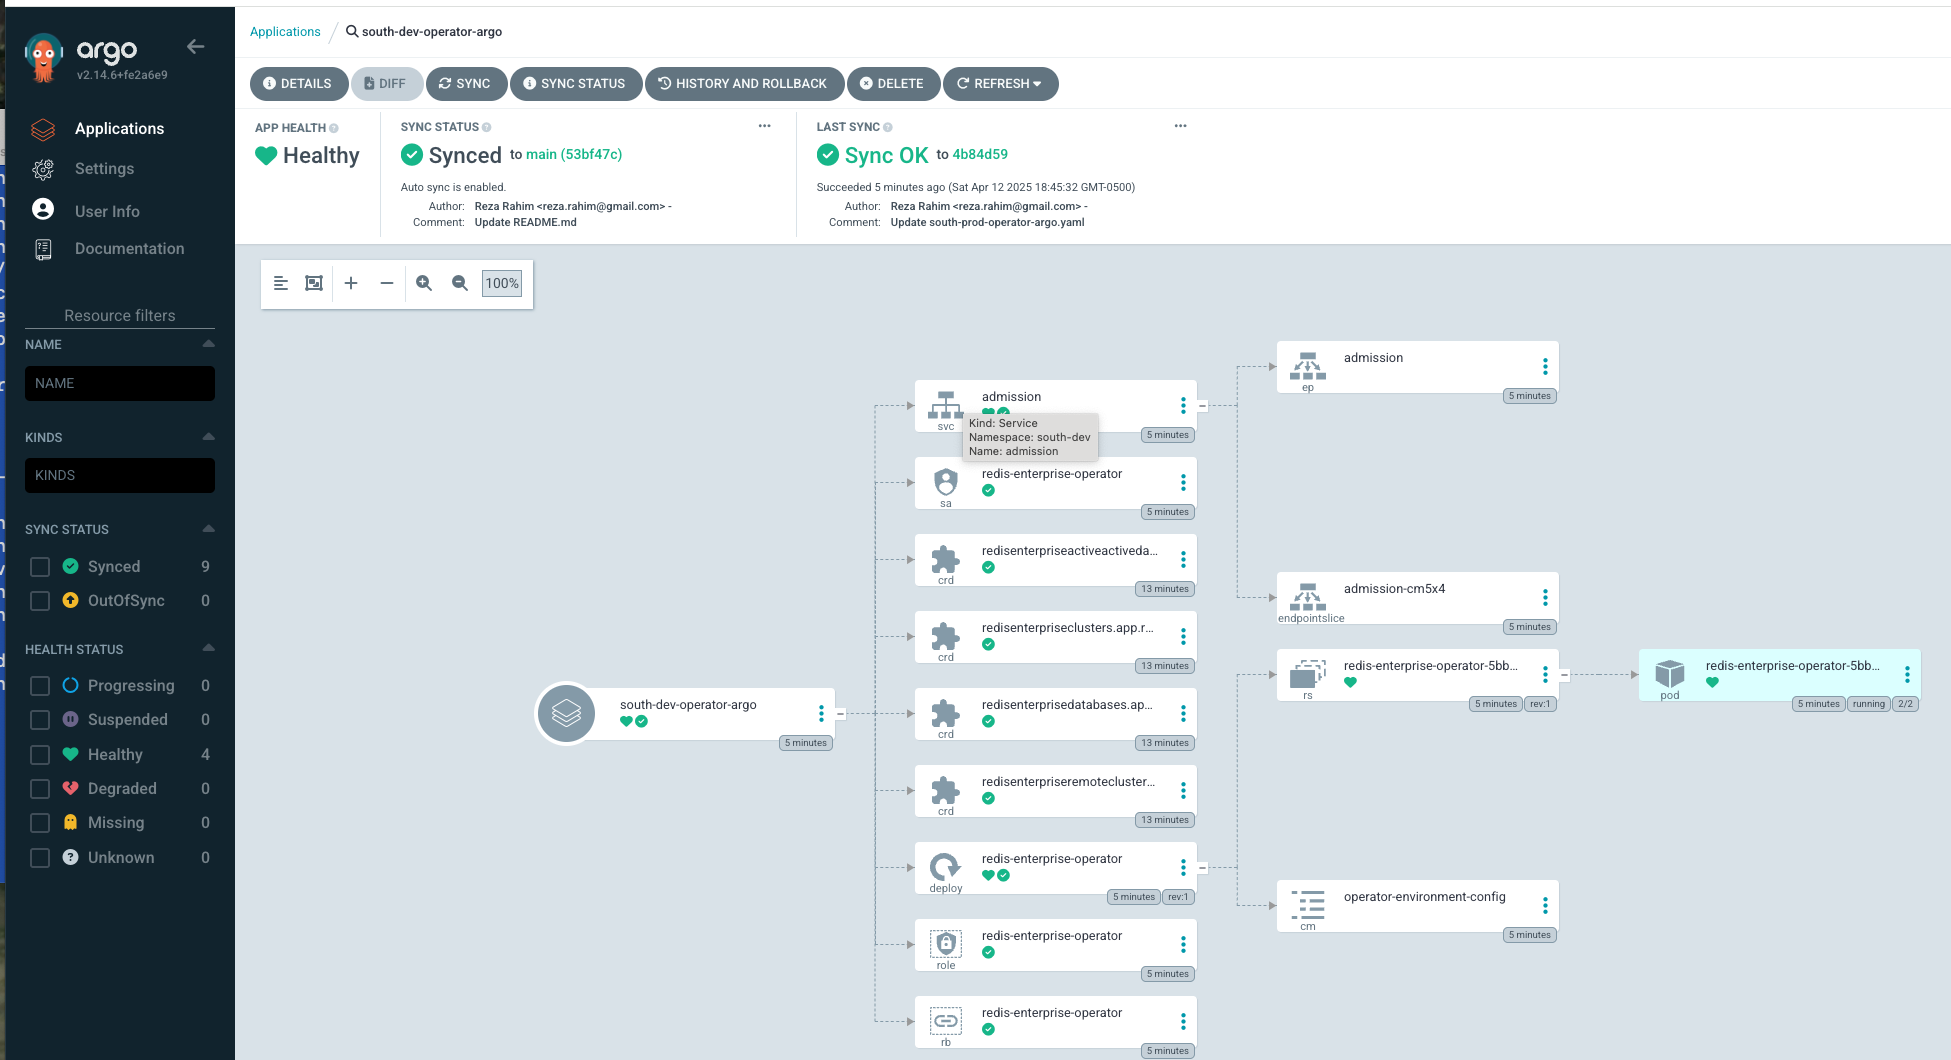 argo
v2.14.6+fe2a6e9
Applications
Settings
User Info
Documentation
Resource filters
NAME
NAME
KINDS
KINDS
SYNC STATUS
Synced 9
OutOfSync 0
HEALTH STATUS
Progressing 0
Suspended 0
Healthy 4
Degraded 0
Missing 0
Unknown 0
Applications / south-dev-operator-argo
DETAILS DIFF SYNC SYNC STATUS HISTORY AND ROLLBACK DELETE REFRESH
APP HEALTH
Healthy
SYNC STATUS
Synced to main (53bf47c)
Auto sync is enabled.
Author: Reza Rahim <reza.rahim@gmail.com> -
Comment: Update README.md
LAST SYNC
Sync OK to 4b84d59
Succeeded 5 minutes ago (Sat Apr 12 2025 18:45:32 GMT-0500)
Author: Reza Rahim <reza.rahim@gmail.com> -
Comment: Update south-prod-operator-argo.yaml
100%
south-dev-operator-argo
5 minutes
admission
svc
5 minutes
Kind: Service
Namespace: south-dev
Name: admission
redis-enterprise-operator
sa
5 minutes
redisenterpriseactiveactiveda...
crd
13 minutes
redisenterpriseclusters.app.r...
crd
13 minutes
redisenterprisedatabases.ap...
crd
13 minutes
redisenterpriseremotecluster...
crd
13 minutes
redis-enterprise-operator
deploy
5 minutes rev:1
redis-enterprise-operator
role
5 minutes
redis-enterprise-operator
rb
5 minutes
admission
ep
5 minutes
admission-cm5x4
endpointslice
5 minutes
redis-enterprise-operator-5bb...
rs
5 minutes rev:1
operator-environment-config
cm
5 minutes
redis-enterprise-operator-5bb...
pod
5 minutes running 2/2